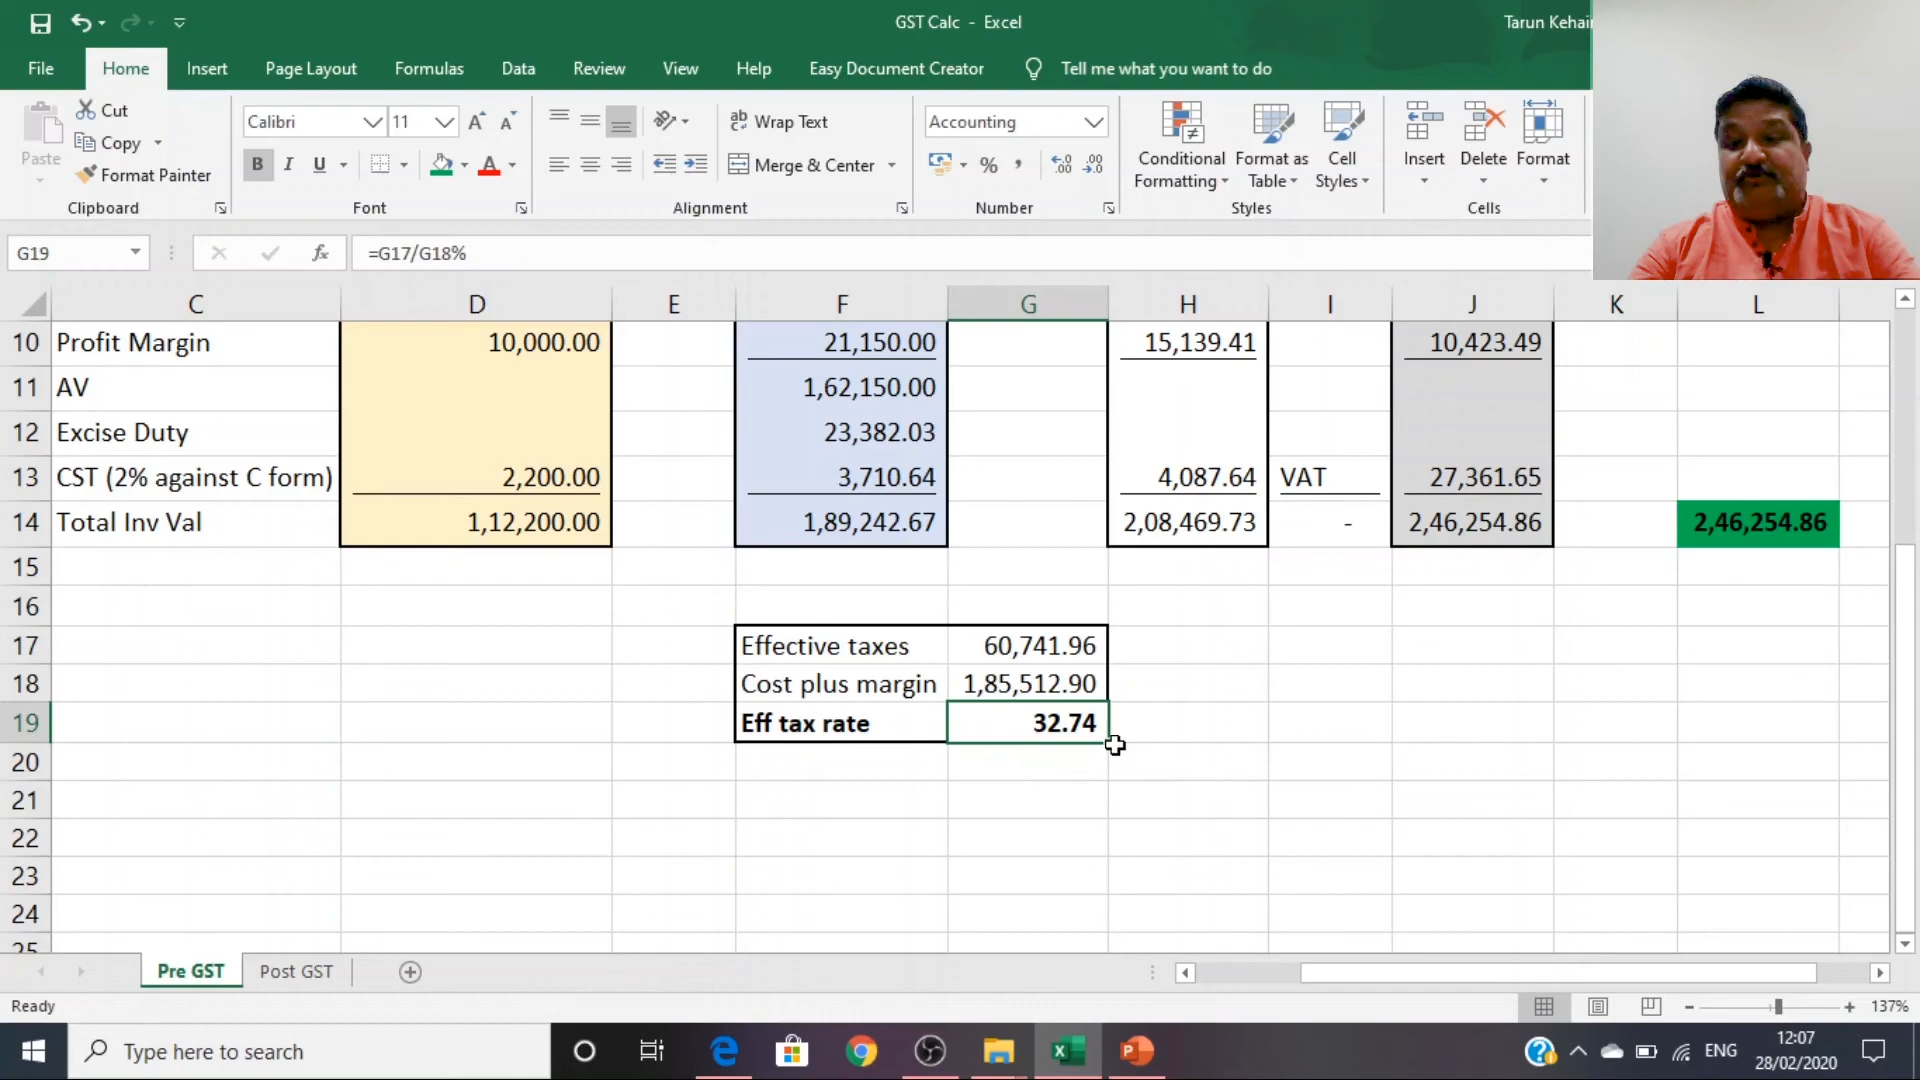 GST Calc - Excel
Tarun Kehair
File Home Insert Page Layout Formulas Data Review View Help Easy Document Creator Tell me what you want to do
Paste
Cut
Copy
Format Painter
Clipboard
Calibri 11
B I U
Font
Wrap Text
Merge & Center
Alignment
Accounting
%
Number
Conditional Formatting
Format as Table
Cell Styles
Styles
Insert Delete Format
Cells
G19 fx =G17/G18%
C D E F G H I J K L
10 Profit Margin 10,000.00 21,150.00 15,139.41 10,423.49
11 AV 1,62,150.00
12 Excise Duty 23,382.03
13 CST (2% against C form) 2,200.00 3,710.64 4,087.64 VAT 27,361.65
14 Total Inv Val 1,12,200.00 1,89,242.67 2,08,469.73 - 2,46,254.86 2,46,254.86
15
16
17 Effective taxes 60,741.96
18 Cost plus margin 1,85,512.90
19 Eff tax rate 32.74
20
21
22
23
24
25
Pre GST Post GST
Ready 137%
Type here to search
ENG
12:07
28/02/2020